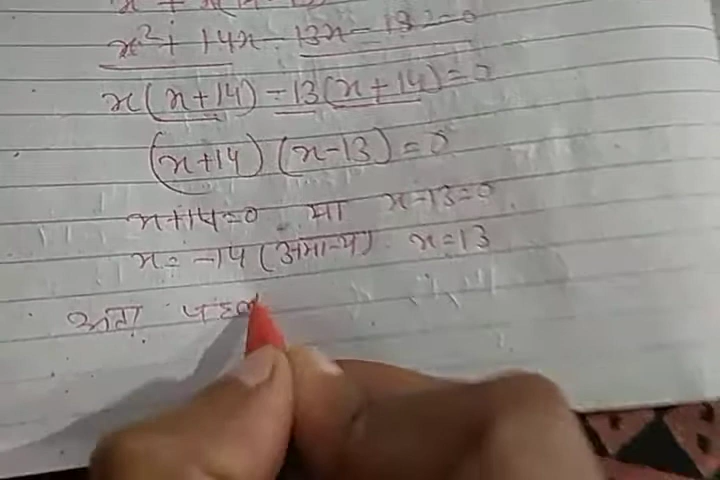 x² + 14x - 13x - 182 = 0
x(x+14) - 13(x+14) = 0
(x+14) (x-13) = 0
x+14=0 या x-13=0
x = -14 (अमान्य) x=13
अतः पहल